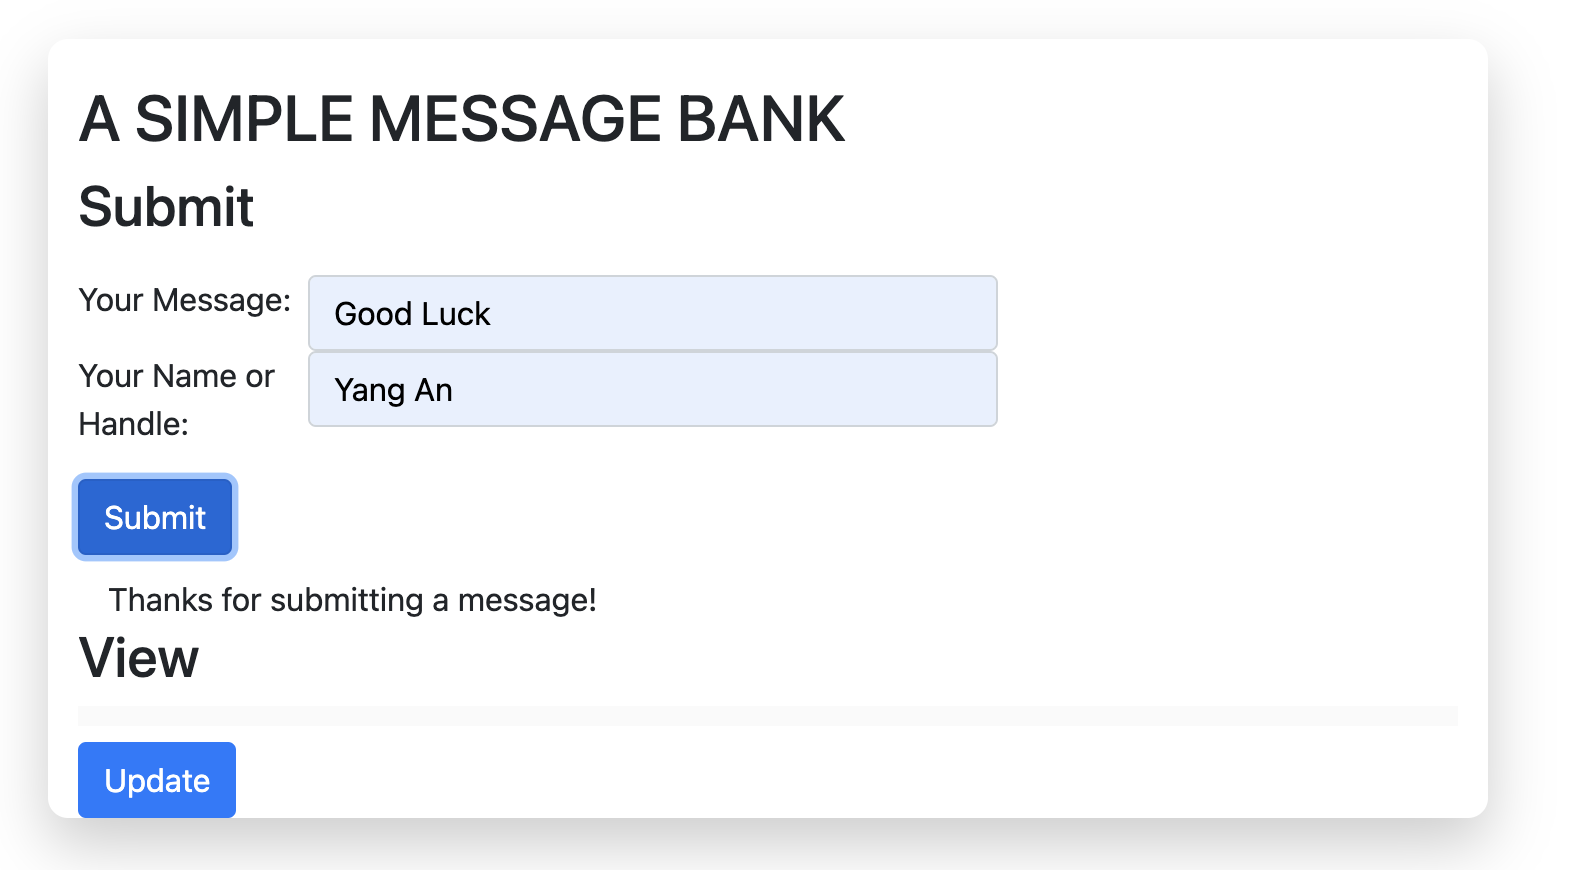 A SIMPLE MESSAGE BANK
Submit
Your Message:
Good Luck
Your Name or
Handle:
Yang An
Submit
Thanks for submitting a message!
View
Update